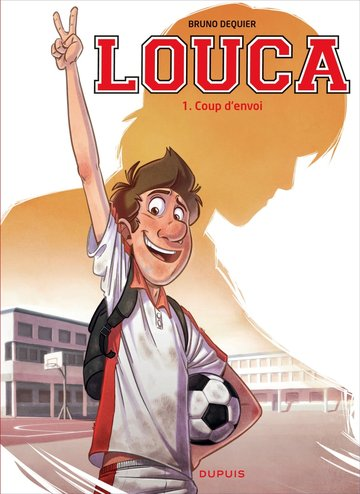 BRUNO DEQUIER
LOUCA
1. Coup d'envoi
DUPUIS